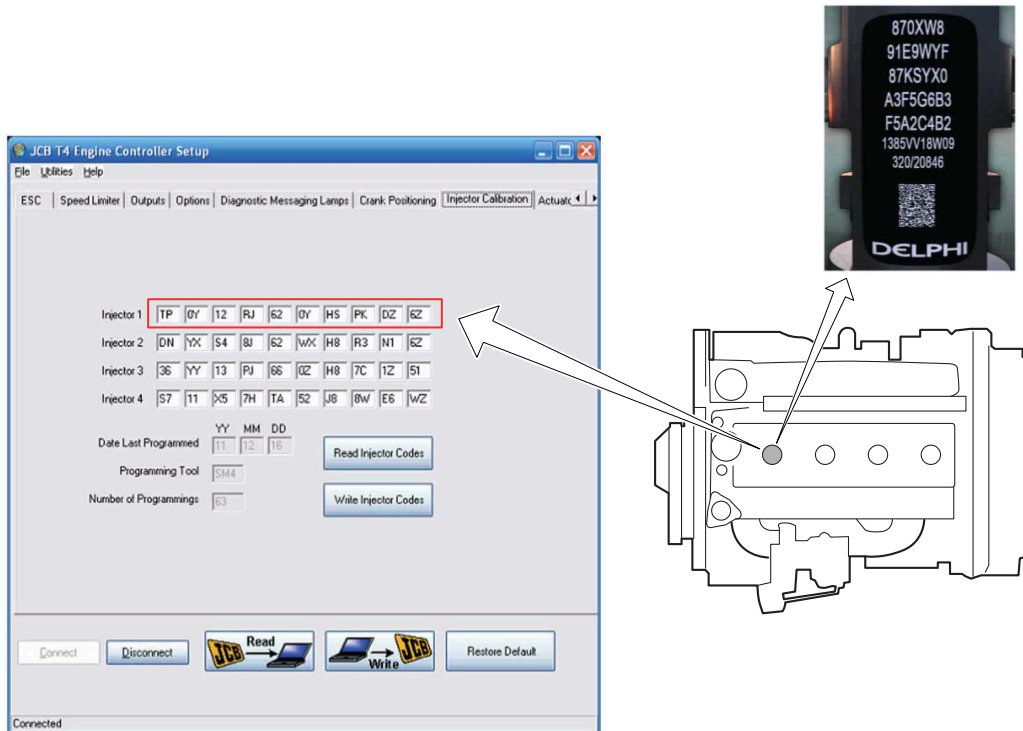 870XW8
91E9WYF
87KSYX0
A3F5G6B3
F5A2C4B2
1385VV18W09
320/20846
DELPHI
JCB T4 Engine Controller Setup
File Utilities Help
ESC Speed Limiter Outputs Options Diagnostic Messaging Lamps Crank Positioning Injector Calibration Actuatc
Injector 1 TP 0Y 12 RJ 62 0Y HS PK DZ 6Z
Injector 2 DN YX S4 8J 62 WX H8 R3 N1 6Z
Injector 3 36 YY 13 PJ 66 0Z H8 7C 1Z 51
Injector 4 S7 11 X5 7H TA 52 J8 8W E6 WZ
YY MM DD
Date Last Programmed 11 12 16
Programming Tool SM4
Number of Programmings 63
Read Injector Codes
Write Injector Codes
Connect Disconnect JCB Read Write JCB Restore Default
Connected